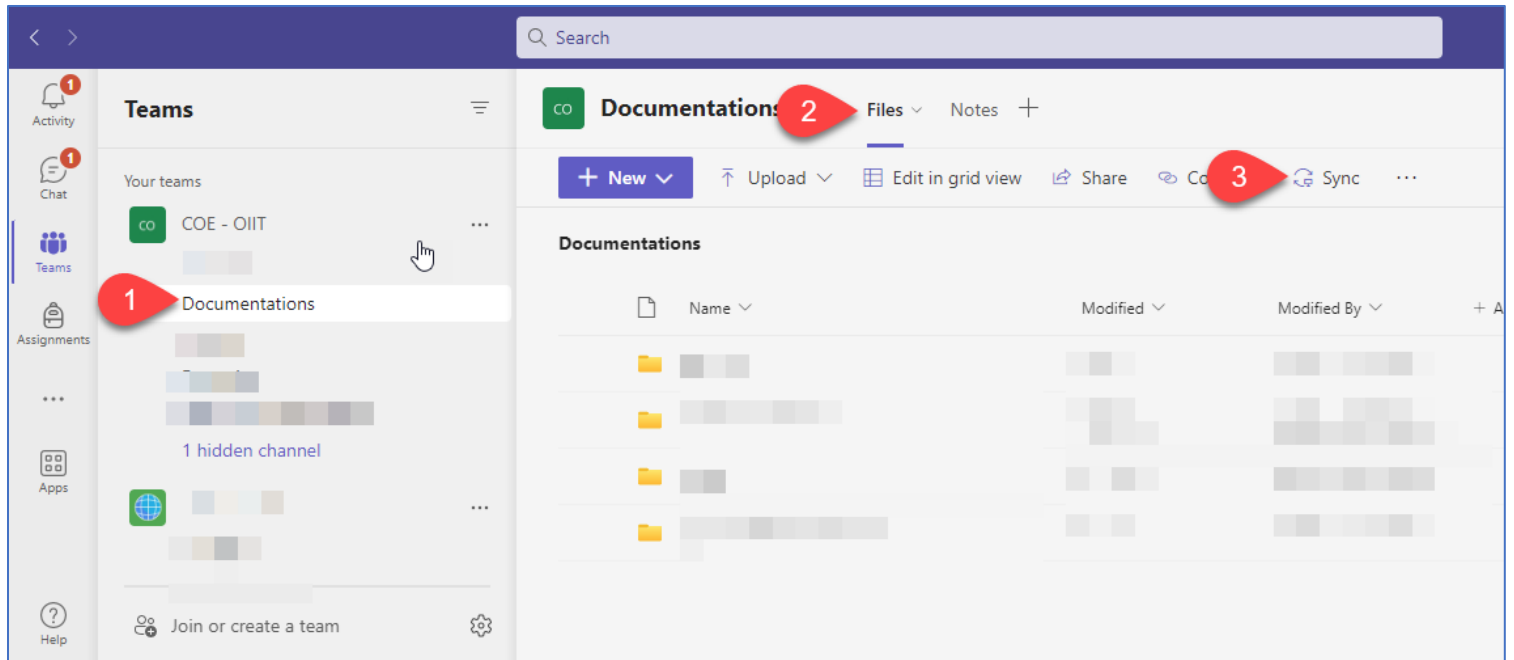 Search
1
Activity
1
Chat
Teams
Assignments
Apps
Help
Teams
Your teams
CO
COE - OIIT
1
Documentations
1 hidden channel
Join or create a team
CO
Documentations
2
Files
Notes
New
Upload
Edit in grid view
Share
3
Sync
Documentations
Name
Modified
Modified By